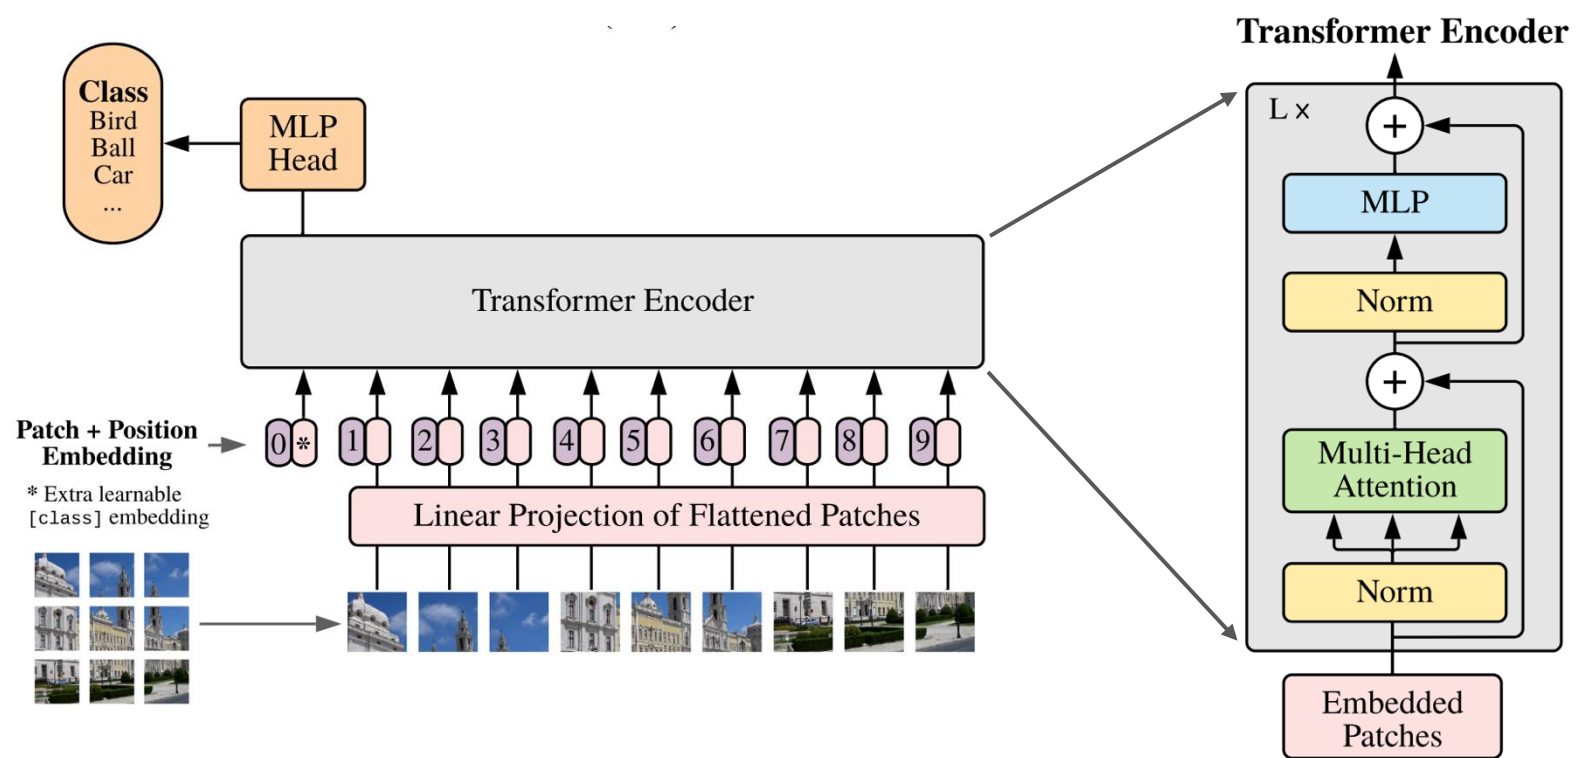 Class
Bird
Ball
Car
...
MLP
Head
Transformer Encoder
Patch + Position
Embedding
* Extra learnable
[class] embedding
0 * 1 2 3 4 5 6 7 8 9
Linear Projection of Flattened Patches
Transformer Encoder
L ×
+
MLP
Norm
+
Multi-Head
Attention
Norm
Embedded
Patches